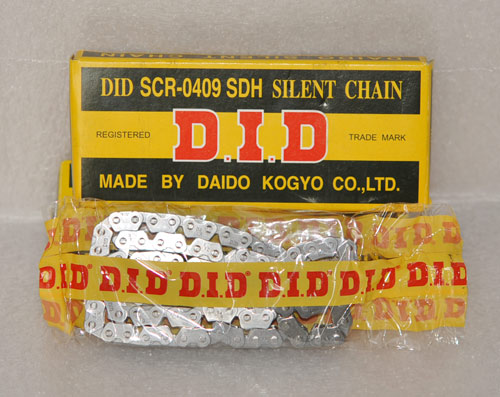 DID SCR-0409 SDH SILENT CHAIN
REGISTERED
D.I.D
TRADE MARK
MADE BY DAIDO KOGYO CO.,LTD.
D.I.D D.I.D
D.I.D® D.I.D® D.I.D® D.I.D® D.I.D® D.I.D